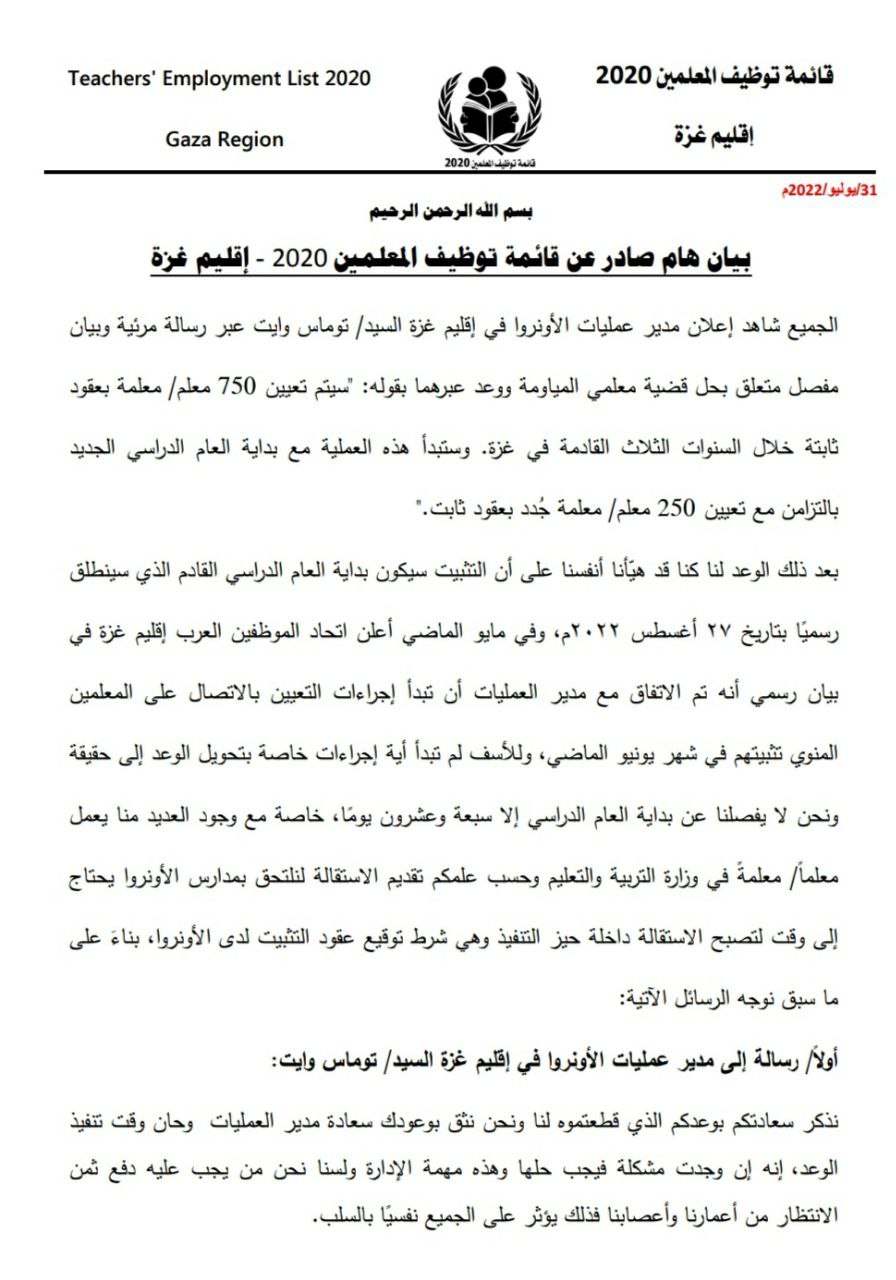 قائمة توظيف المعلمين 2020
Teachers' Employment List 2020
إقليم غزة
Gaza Region
قائمة توظيف المعلمين 2020
31/يوليو/2022م
بسم الله الرحمن الرحيم
بيان هام صادر عن قائمة توظيف المعلمين 2020 - إقليم غزة
الجميع شاهد إعلان مدير عمليات الأونروا في إقليم غزة السيد/ توماس وايت عبر رسالة مرئية وبيان
مفصل متعلق بحل قضية معلمي المياومة ووعد عبرهما بقوله: "سيتم تعيين 750 معلم/ معلمة بعقود
ثابتة خلال السنوات الثلاث القادمة في غزة. وستبدأ هذه العملية مع بداية العام الدراسي الجديد
بالتزامن مع تعيين 250 معلم/ معلمة جُدد بعقود ثابت."
بعد ذلك الوعد لنا كنا قد هيّأنا أنفسنا على أن التثبيت سيكون بداية العام الدراسي القادم الذي سينطلق
رسميًا بتاريخ ٢٧ أغسطس ٢٠٢٢م، وفي مايو الماضي أعلن اتحاد الموظفين العرب إقليم غزة في
بيان رسمي أنه تم الاتفاق مع مدير العمليات أن تبدأ إجراءات التعيين بالاتصال على المعلمين
المنوي تثبيتهم في شهر يونيو الماضي، وللأسف لم تبدأ أية إجراءات خاصة بتحويل الوعد إلى حقيقة
ونحن لا يفصلنا عن بداية العام الدراسي إلا سبعة وعشرون يومًا، خاصة مع وجود العديد منا يعمل
معلماً/ معلمةً في وزارة التربية والتعليم وحسب علمكم تقديم الاستقالة لنلتحق بمدارس الأونروا يحتاج
إلى وقت لتصبح الاستقالة داخلة حيز التنفيذ وهي شرط توقيع عقود التثبيت لدى الأونروا، بناءَ على
ما سبق نوجه الرسائل الآتية:
أولاً/ رسالة إلى مدير عمليات الأونروا في إقليم غزة السيد/ توماس وايت:
نذكر سعادتكم بوعدكم الذي قطعتموه لنا ونحن نثق بوعودك سعادة مدير العمليات وحان وقت تنفيذ
الوعد، إنه إن وجدت مشكلة فيجب حلها وهذه مهمة الإدارة ولسنا نحن من يجب عليه دفع ثمن
الانتظار من أعمارنا وأعصابنا فذلك يؤثر على الجميع نفسيًا بالسلب.